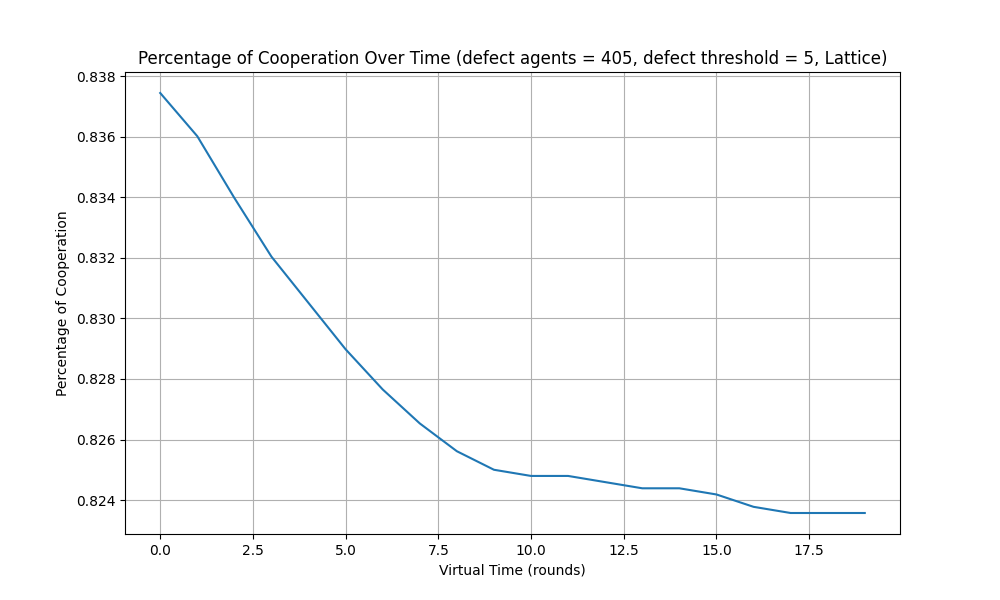 Percentage of Cooperation Over Time (defect agents = 405, defect threshold = 5, Lattice)
Percentage of Cooperation
0.838
0.836
0.834
0.832
0.830
0.828
0.826
0.824
0.0 2.5 5.0 7.5 10.0 12.5 15.0 17.5
Virtual Time (rounds)